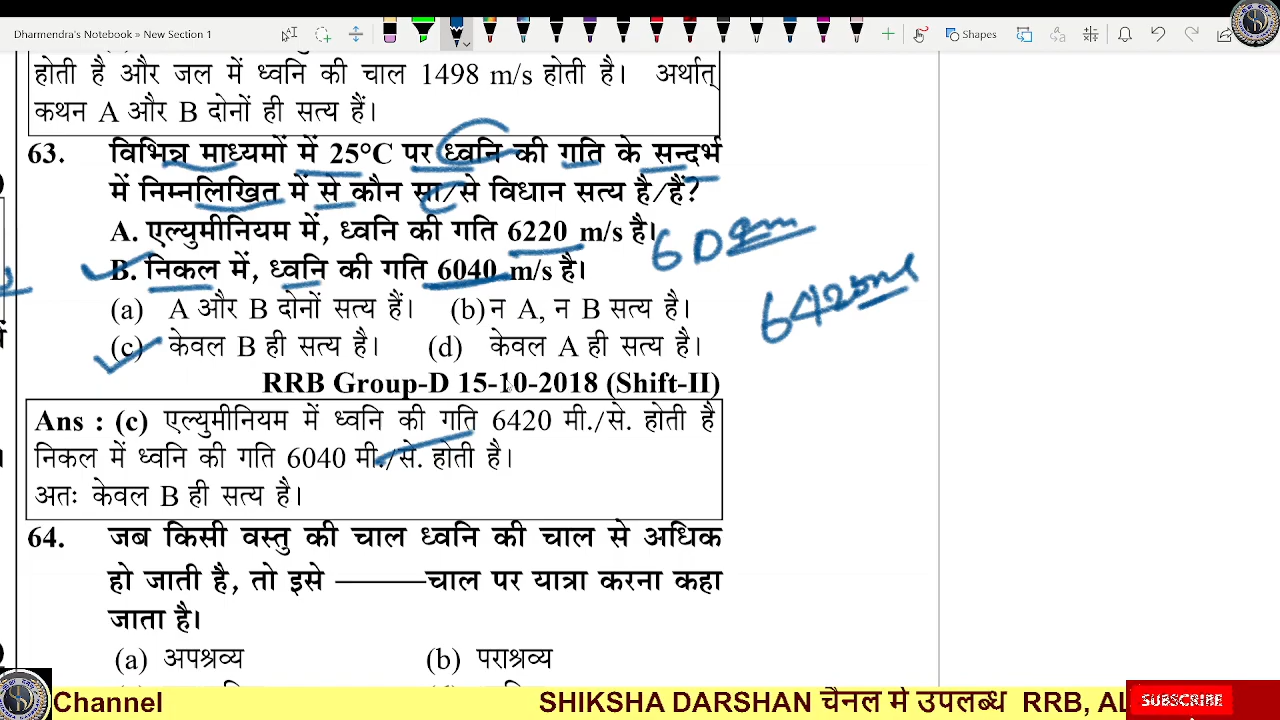 Dharmendra's Notebook » New Section 1
Shapes
होती है और जल में ध्वनि की चाल 1498 m/s होती है। अर्थात्
कथन A और B दोनों ही सत्य हैं।
63. विभिन्न माध्यमों में 25°C पर ध्वनि की गति के सन्दर्भ
में निम्नलिखित में से कौन सा/से विधान सत्य है/हैं?
A. एल्युमीनियम में, ध्वनि की गति 6220 m/s है।
B. निकल में, ध्वनि की गति 6040 m/s है।
(a) A और B दोनों सत्य हैं। (b) न A, न B सत्य है।
(c) केवल B ही सत्य है। (d) केवल A ही सत्य है।
RRB Group-D 15-10-2018 (Shift-II)
Ans : (c) एल्युमीनियम में ध्वनि की गति 6420 मी./से. होती है
निकल में ध्वनि की गति 6040 मी./से. होती है।
अतः केवल B ही सत्य है।
64. जब किसी वस्तु की चाल ध्वनि की चाल से अधिक
हो जाती है, तो इसे ———चाल पर यात्रा करना कहा
जाता है।
(a) अपश्रव्य (b) पराश्रव्य
Channel SHIKSHA DARSHAN चैनल में उपलब्ध RRB, AL
SUBSCRIBE